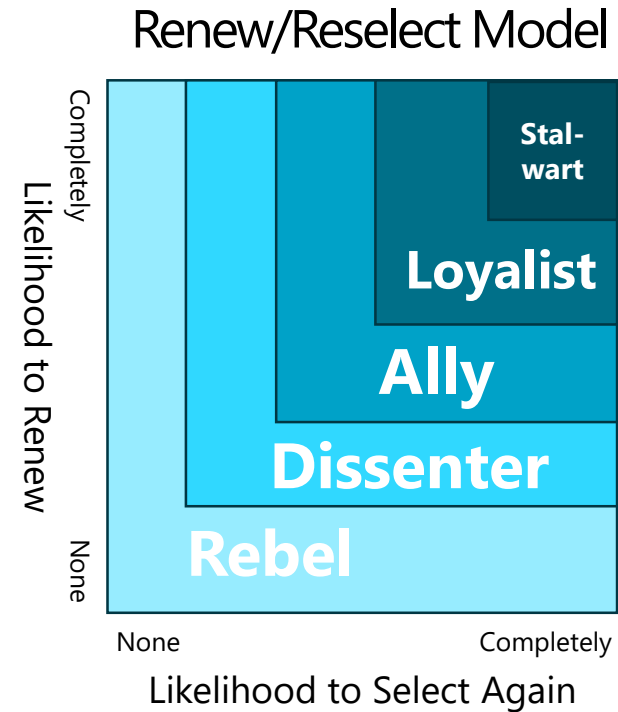 Renew/Reselect Model
Completely
Likelihood to Renew
None
Stal-
wart
Loyalist
Ally
Dissenter
Rebel
None
Completely
Likelihood to Select Again